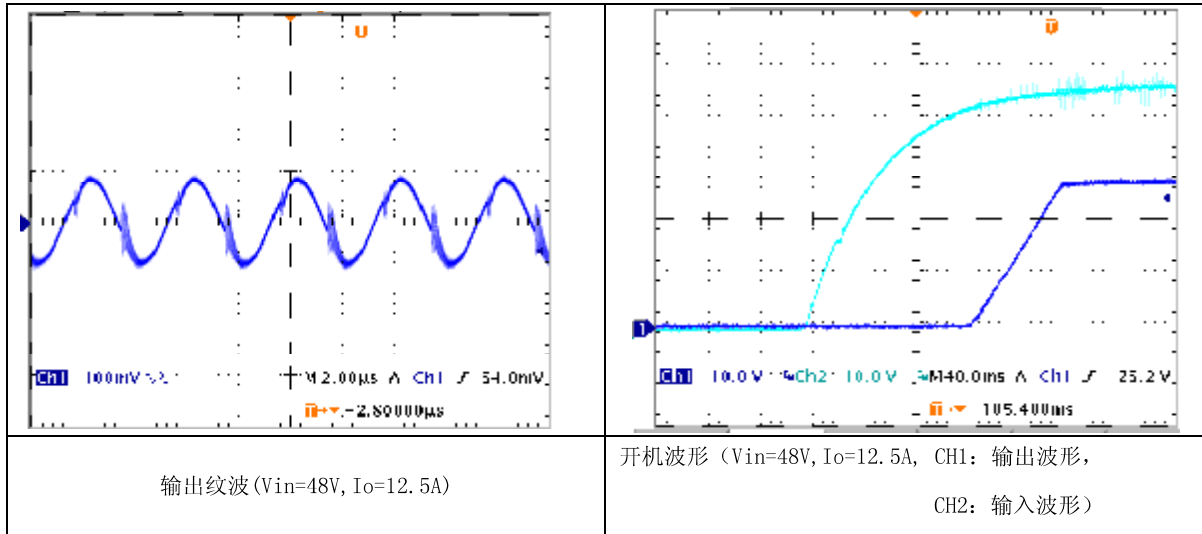 U
Ch1 100mV M 2.00µs A Ch1 54.0mV
T -2.80000µs
T
1
Ch1 10.0 V Ch2 10.0 V M40.0ms A Ch1 25.2 V
T 105.400ms
输出纹波(Vin=48V,Io=12.5A)
开机波形（Vin=48V,Io=12.5A, CH1：输出波形，
CH2：输入波形）